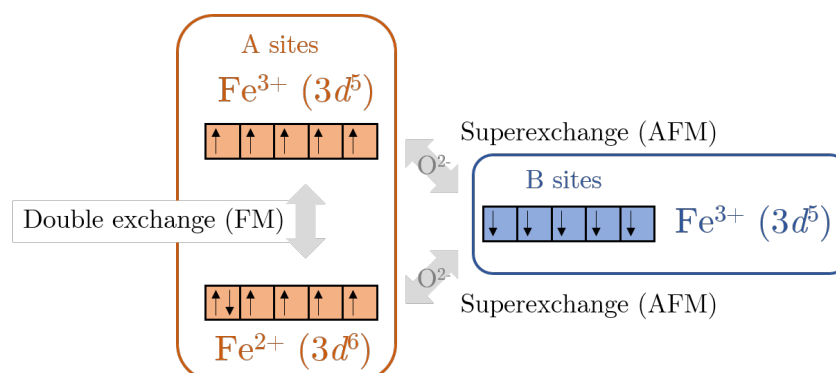 A sites
Fe³⁺ (3d⁵)
Superexchange (AFM)
O²⁻
B sites
Double exchange (FM)
Fe³⁺ (3d⁵)
O²⁻
Superexchange (AFM)
Fe²⁺ (3d⁶)